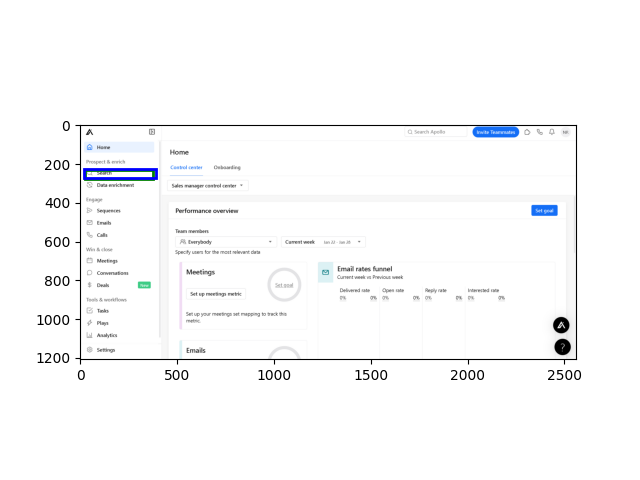 0
200
400
600
800
1000
1200
0
500
1000
1500
2000
2500
Search Apollo
Invite Teammates
Home
Prospect & enrich
Search
Data enrichment
Engage
Sequences
Emails
Calls
Win & close
Meetings
Conversations
Deals
New
Tools & workflows
Tasks
Plays
Analytics
Settings
Home
Control center
Onboarding
Sales manager control center
Performance overview
Set goal
Team members
Everybody
Current week
Specify users for the most relevant date
Meetings
Set up meetings metric
Set goal
Set up your meetings set mapping to track this
metric.
Emails
Email rates funnel
Current week vs Previous week
Delivered rate
0%
0%
Open rate
0%
0%
Reply rate
0%
0%
Interested rate
0%
0%
?